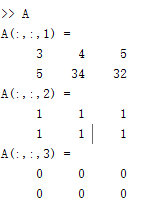 >> A
A(:,:,1) =
3 4 5
5 34 32
A(:,:,2) =
1 1 1
1 1 1
A(:,:,3) =
0 0 0
0 0 0